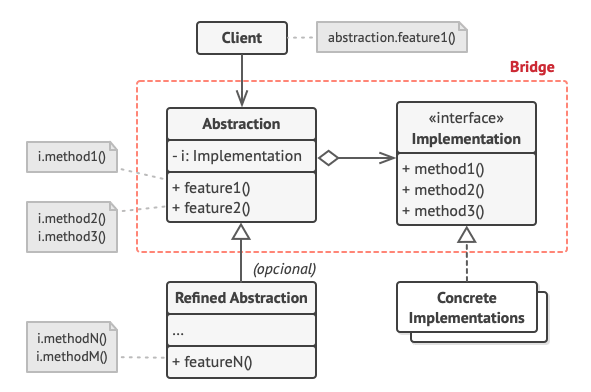 Client
abstraction.feature1()
Bridge
Abstraction
- i: Implementation
+ feature1()
+ feature2()
«interface»
Implementation
+ method1()
+ method2()
+ method3()
i.method1()
i.method2()
i.method3()
(opcional)
Refined Abstraction
...
+ featureN()
Concrete
Implementations
i.methodN()
i.methodM()